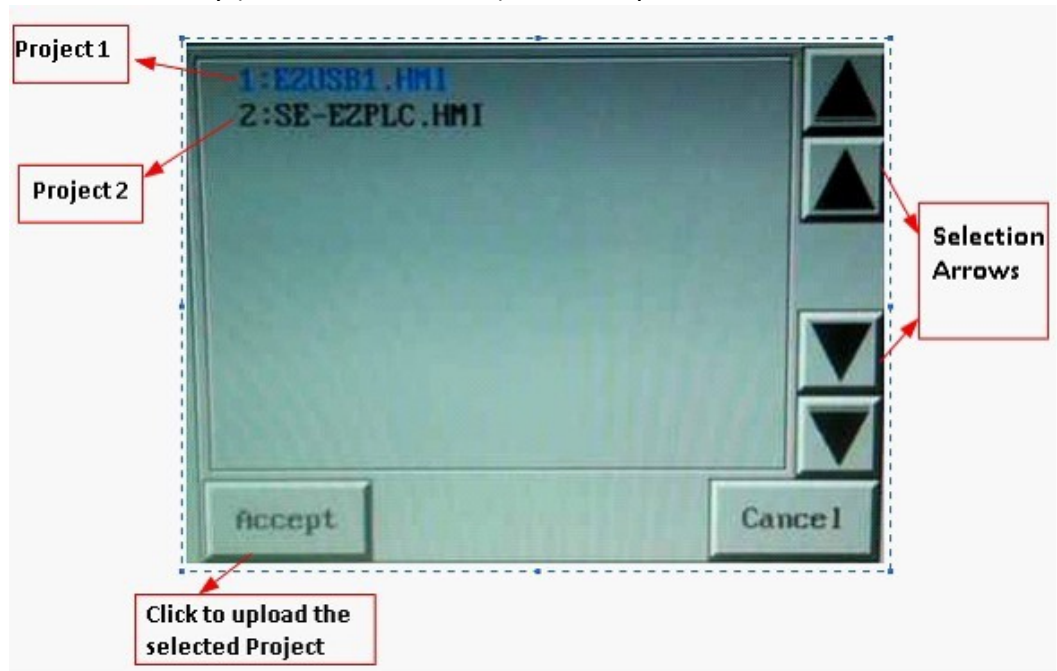 Project 1
1:EZUSB1.HMI
2:SE-EZPLC.HMI
Project 2
Selection
Arrows
Accept
Cancel
Click to upload the
selected Project